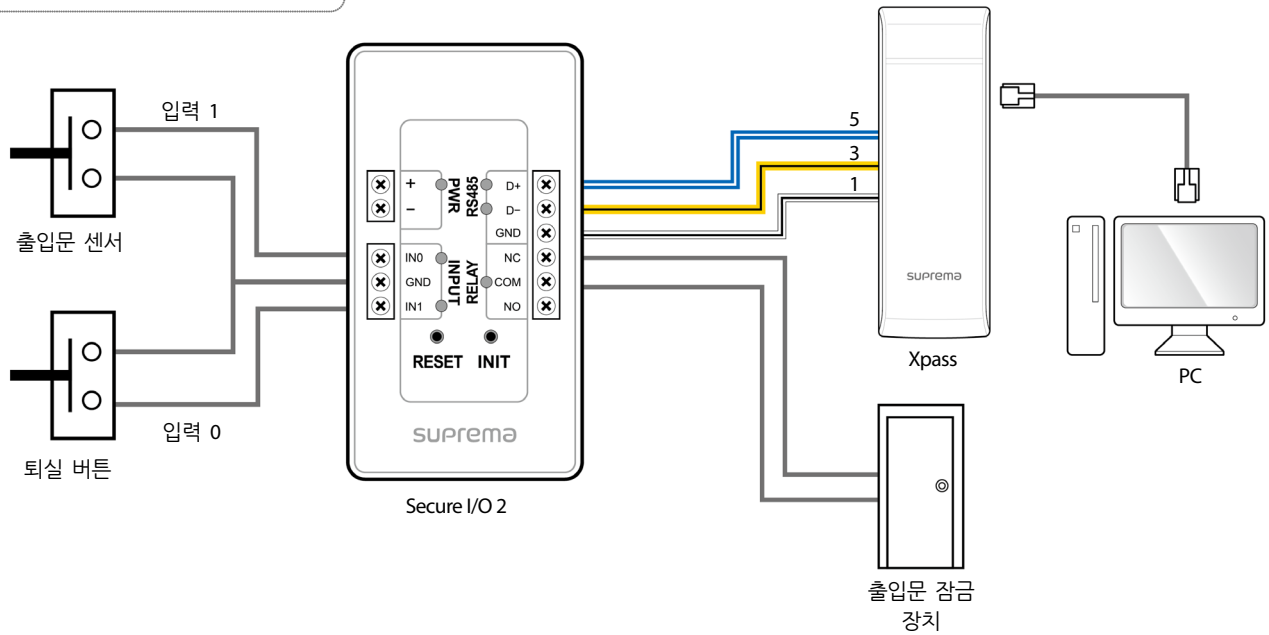 입력 1
출입문 센서
입력 0
퇴실 버튼
+
−
PWR
RS485
D+
D−
GND
IN0
GND
IN1
INPUT
RELAY
NC
COM
NO
RESET INIT
suprema
Secure I/O 2
5
3
1
suprema
Xpass
PC
출입문 잠금
장치